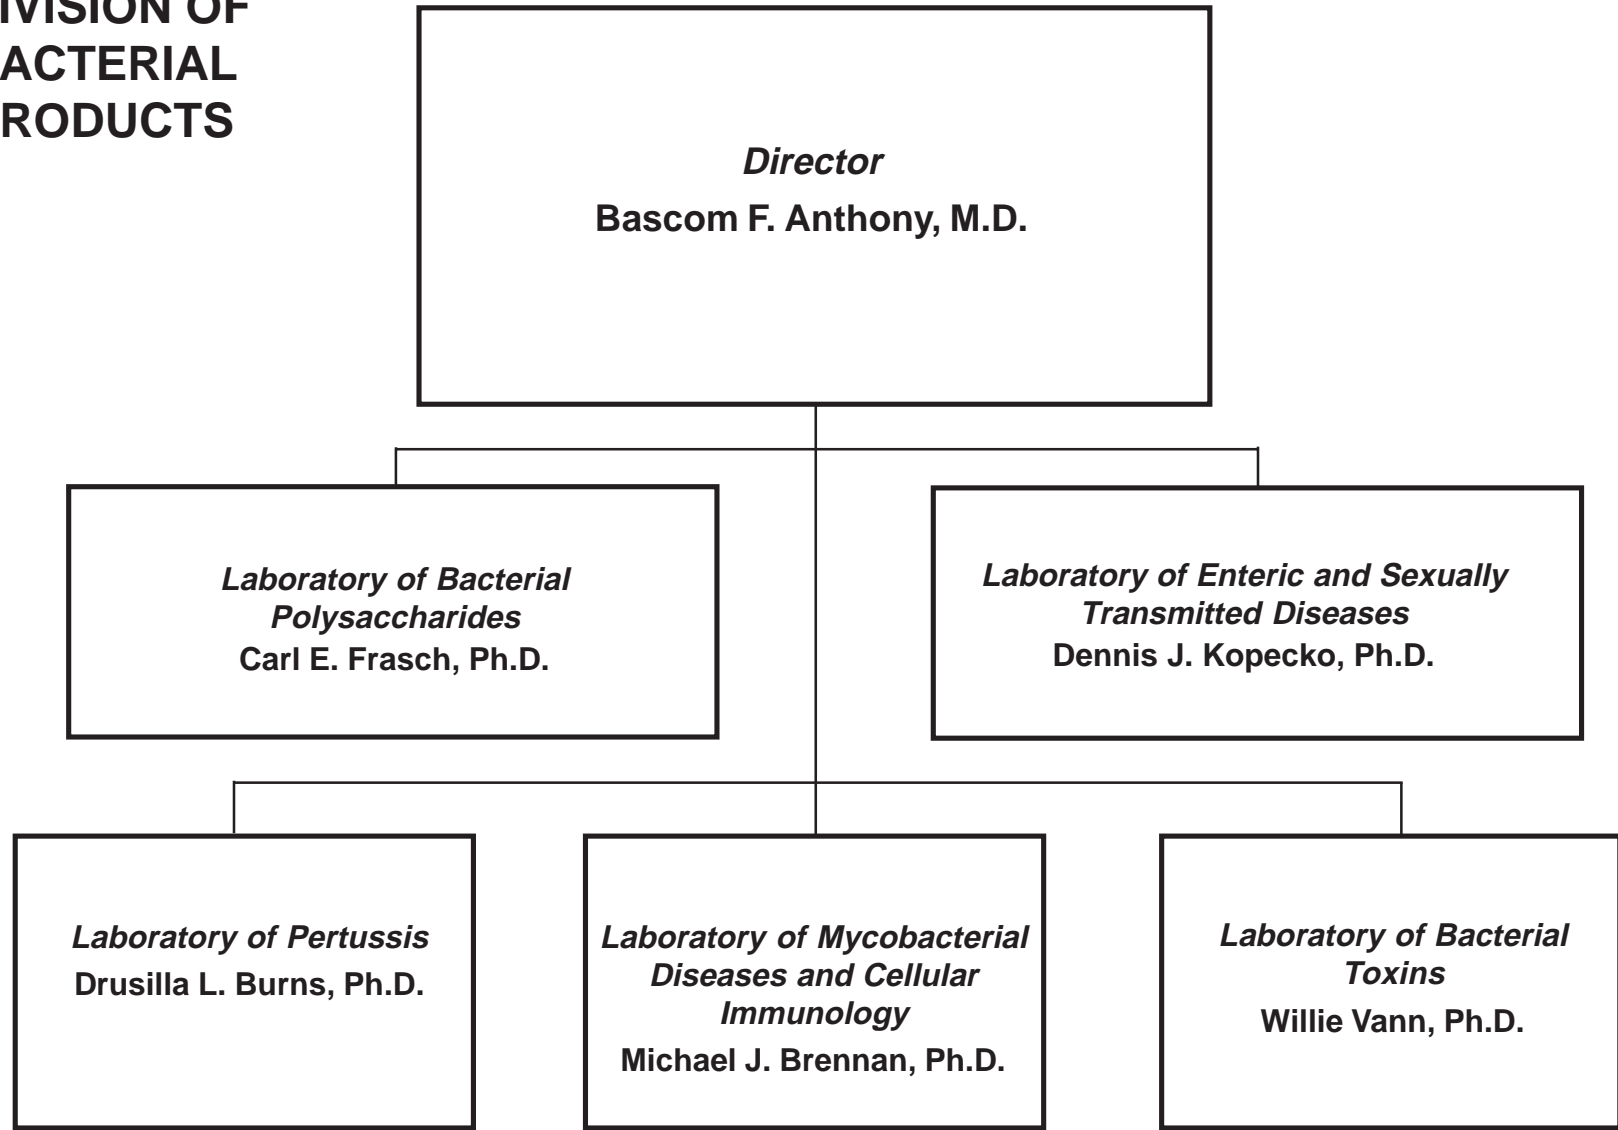 IVISION OF
ACTERIAL
RODUCTS
Director
Bascom F. Anthony, M.D.
Laboratory of Bacterial
Polysaccharides
Carl E. Frasch, Ph.D.
Laboratory of Enteric and Sexually
Transmitted Diseases
Dennis J. Kopecko, Ph.D.
Laboratory of Pertussis
Drusilla L. Burns, Ph.D.
Laboratory of Mycobacterial
Diseases and Cellular
Immunology
Michael J. Brennan, Ph.D.
Laboratory of Bacterial
Toxins
Willie Vann, Ph.D.